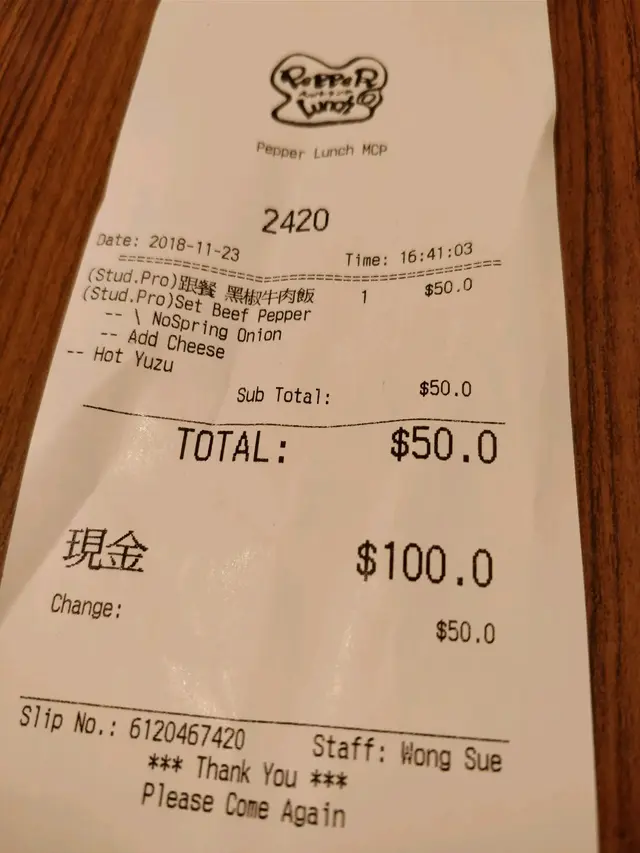 PePPeR
Lunch
Pepper Lunch MCP
2420
Date: 2018-11-23 Time: 16:41:03
(Stud.Pro)跟餐 黑椒牛肉飯 1 $50.0
(Stud.Pro)Set Beef Pepper
-- \ NoSpring Onion
-- Add Cheese
-- Hot Yuzu
Sub Total: $50.0
TOTAL: $50.0
現金 $100.0
Change: $50.0
Slip No.: 6120467420 Staff: Wong Sue
*** Thank You ***
Please Come Again